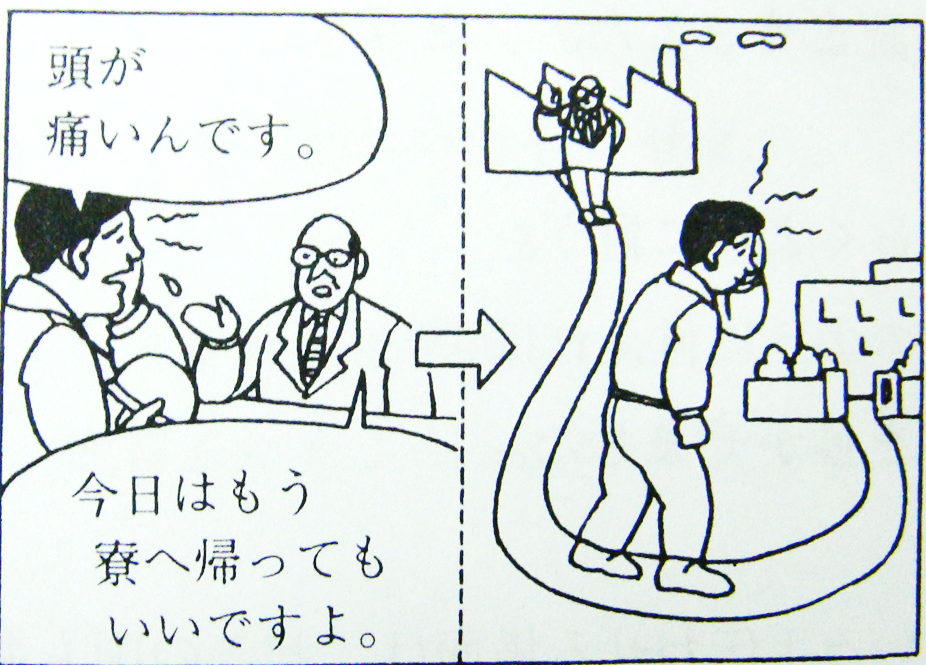 頭が
痛いんです。
今日はもう
寮へ帰っても
いいですよ。